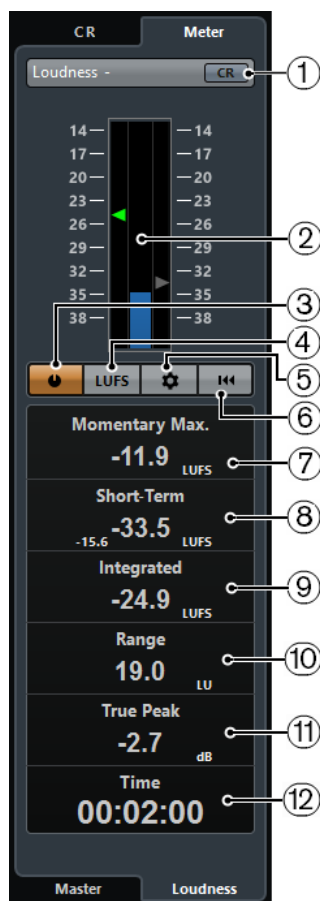 CR Meter
Loudness - CR ①
14 14
17 17
20 20
23 23
26 26
29 29 ②
32 32
35 35
38 38
③
④
LUFS
⑤
⑥
Momentary Max.
-11.9 LUFS ⑦
Short-Term
-15.6 -33.5 LUFS ⑧
Integrated
-24.9 LUFS ⑨
Range
19.0 LU ⑩
True Peak
-2.7 dB ⑪
Time
00:02:00 ⑫
Master Loudness